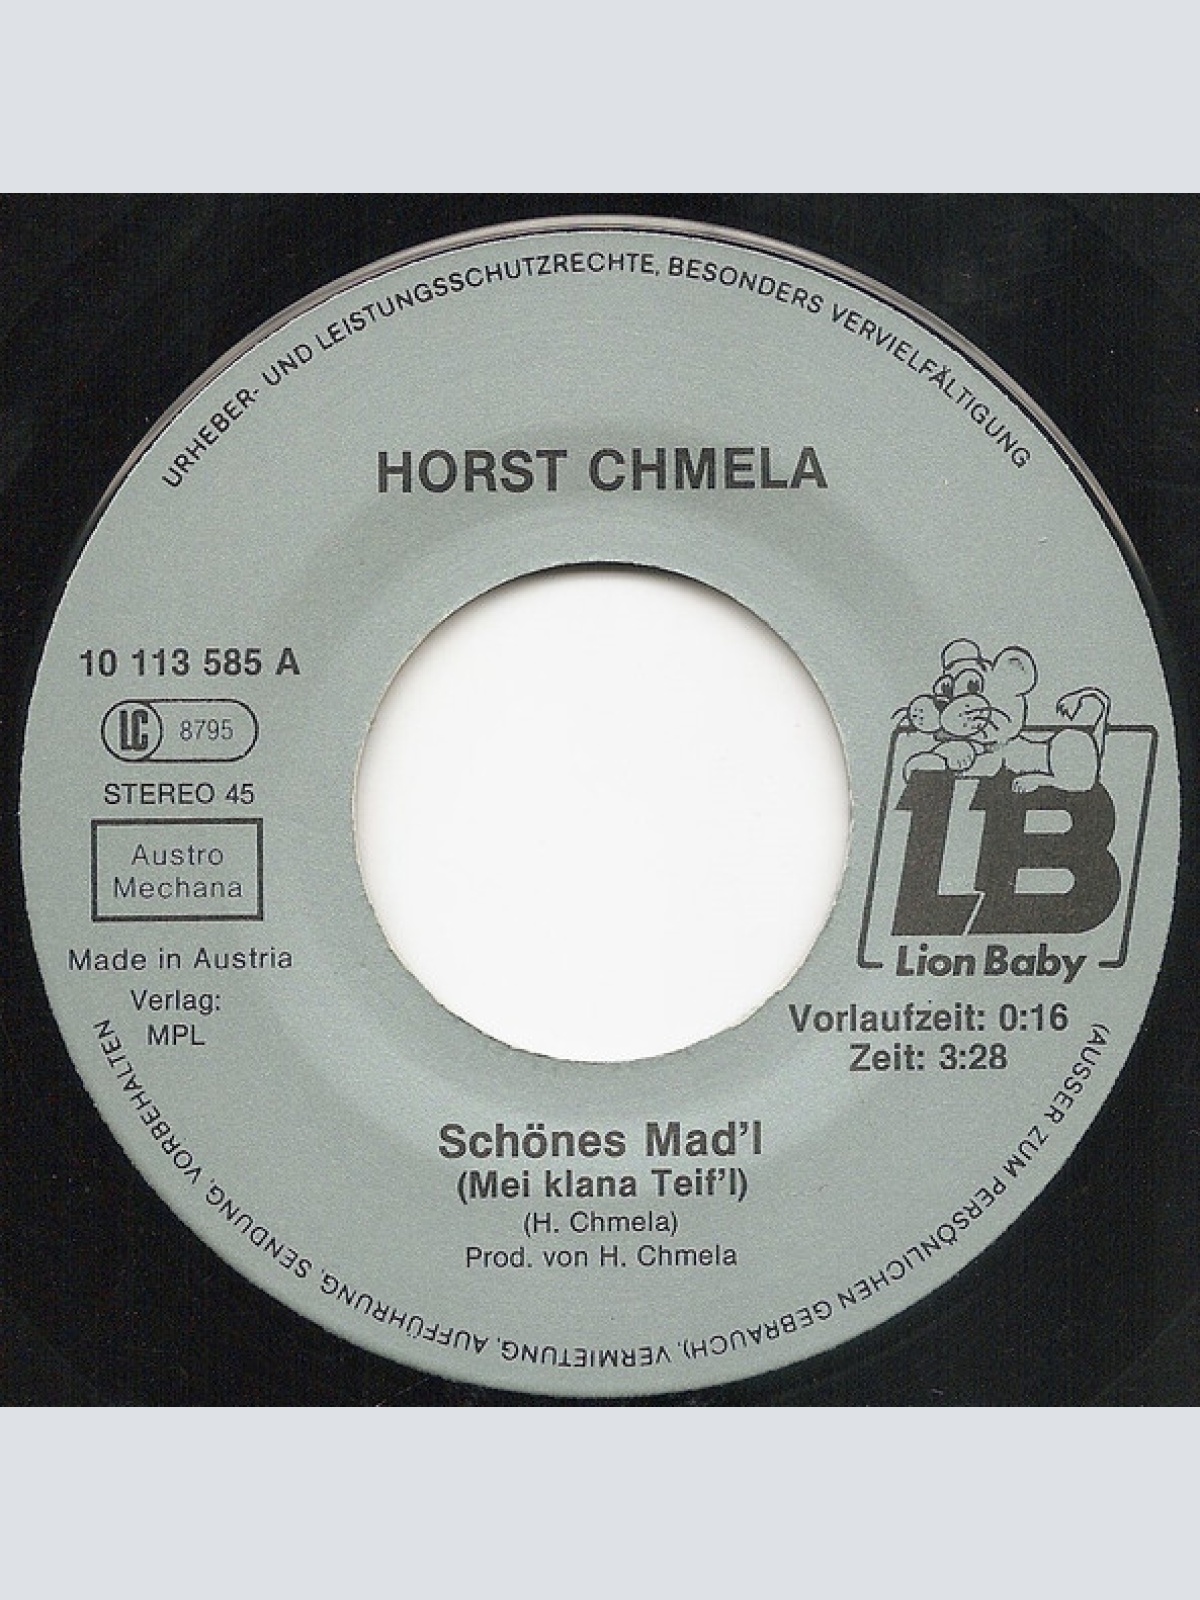 URHEBER- UND LEISTUNGSSCHUTZRECHTE, BESONDERS VERVIELFÄLTIGUNG
HORST CHMELA
10 113 585 A
LC 8795
STEREO 45
Austro
Mechana
Made in Austria
Verlag:
MPL
LB
Lion Baby
Vorlaufzeit: 0:16
Zeit: 3:28
Schönes Mad'l
(Mei klana Teif'l)
(H. Chmela)
Prod. von H. Chmela
(AUSSER ZUM PERSÖNLICHEN GEBRAUCH), VERMIETUNG, AUFFÜHRUNG, SENDUNG, VORBEHALTEN